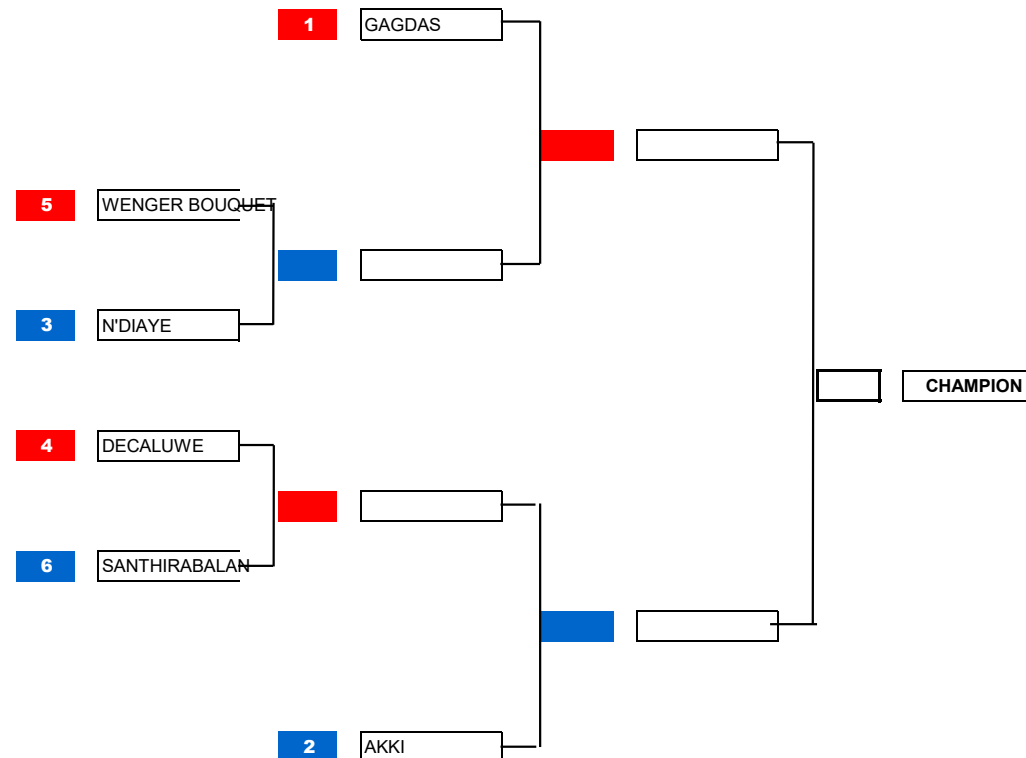 1 GAGDAS
5 WENGER BOUQUET
3 N'DIAYE
CHAMPION
4 DECALUWE
6 SANTHIRABALAN
2 AKKI